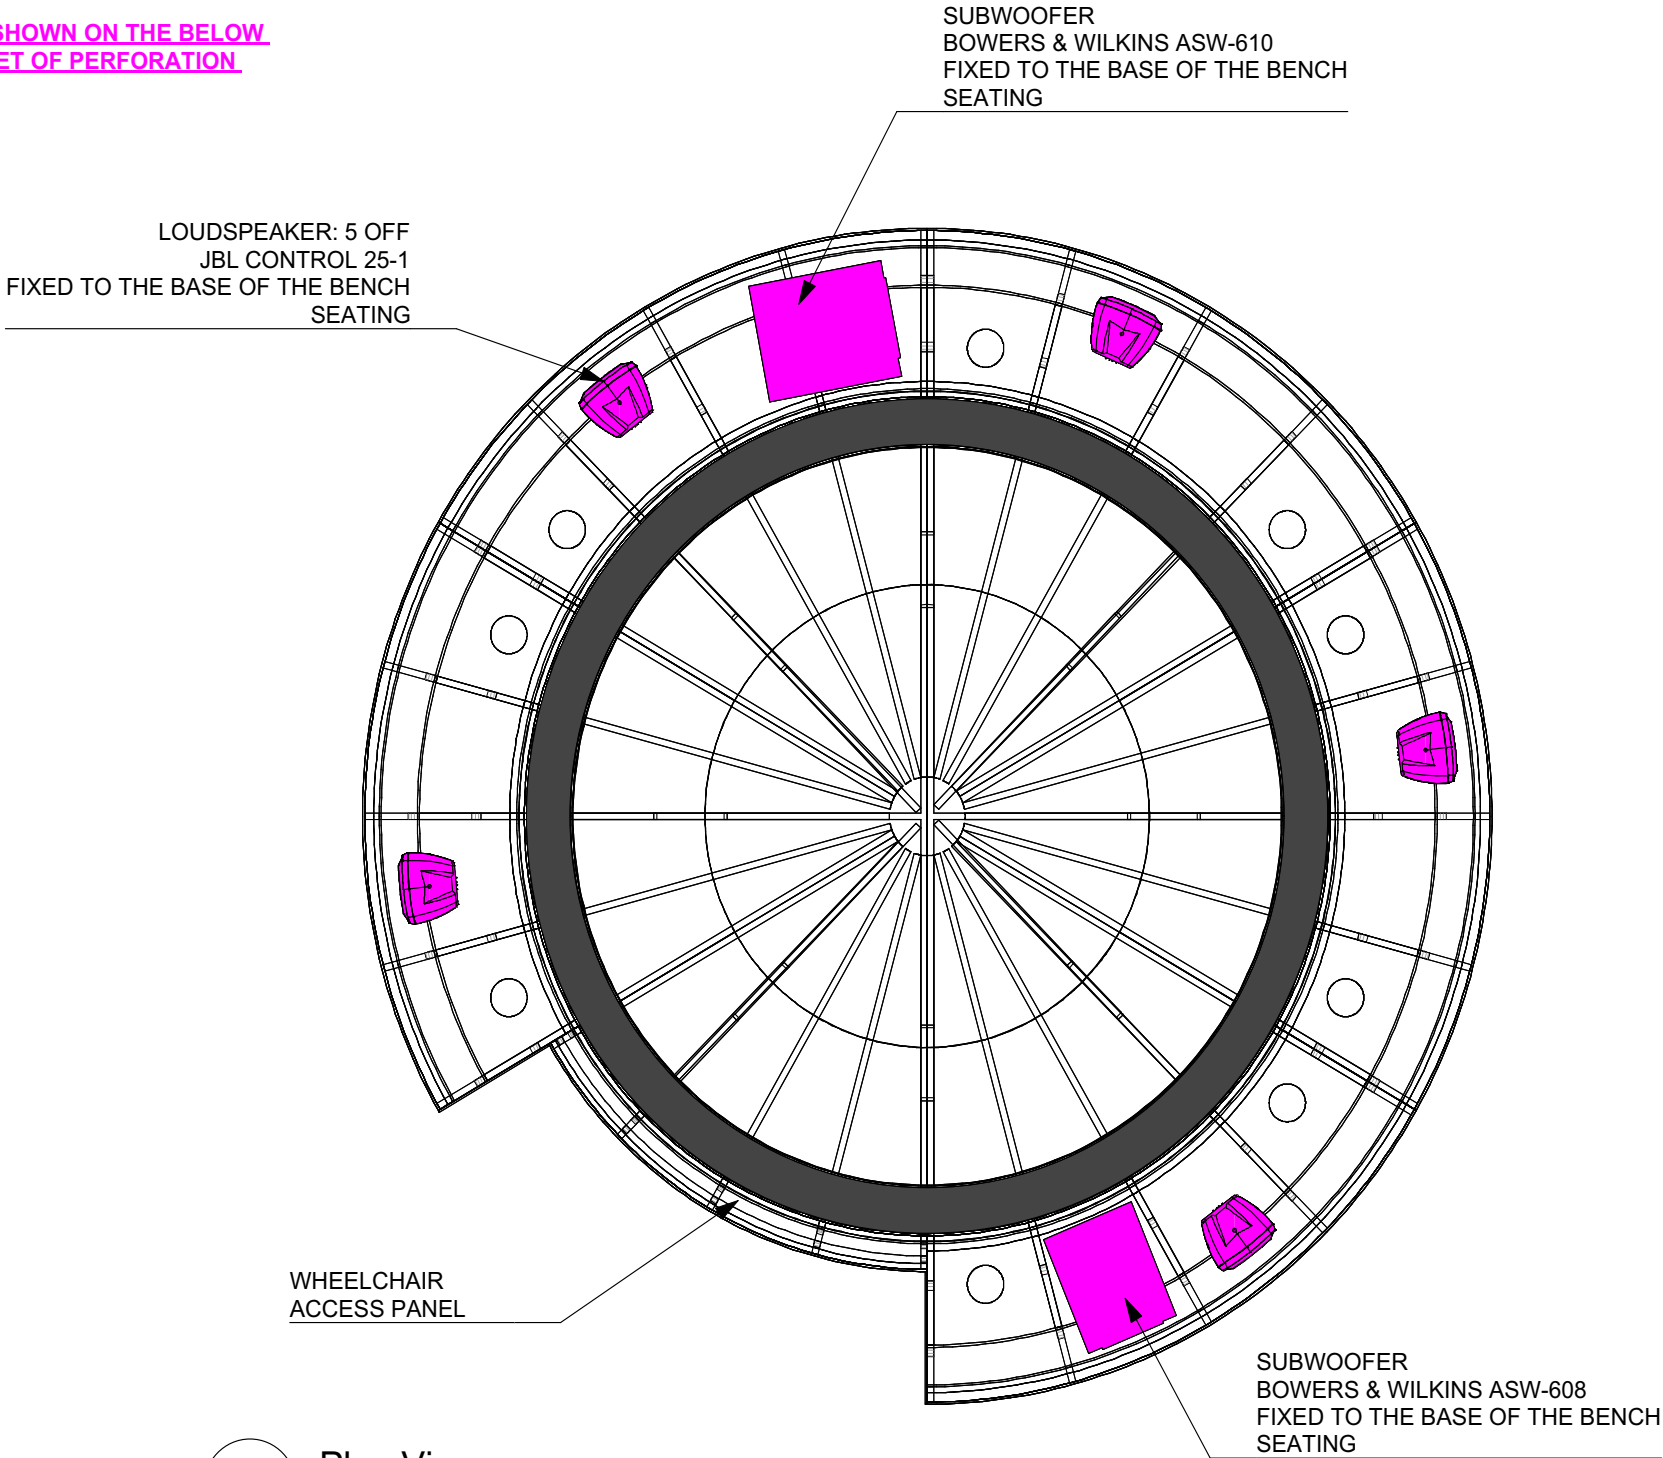 SHOWN ON THE BELOW
ET OF PERFORATION
SUBWOOFER
BOWERS & WILKINS ASW-610
FIXED TO THE BASE OF THE BENCH
SEATING
LOUDSPEAKER: 5 OFF
JBL CONTROL 25-1
FIXED TO THE BASE OF THE BENCH
SEATING
WHEELCHAIR
ACCESS PANEL
SUBWOOFER
BOWERS & WILKINS ASW-608
FIXED TO THE BASE OF THE BENCH
SEATING